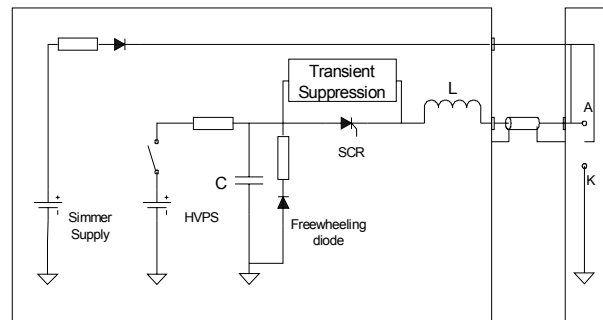 Transient
Suppression
L
A
SCR
K
C
Simmer
Supply
HVPS
Freewheeling
diode